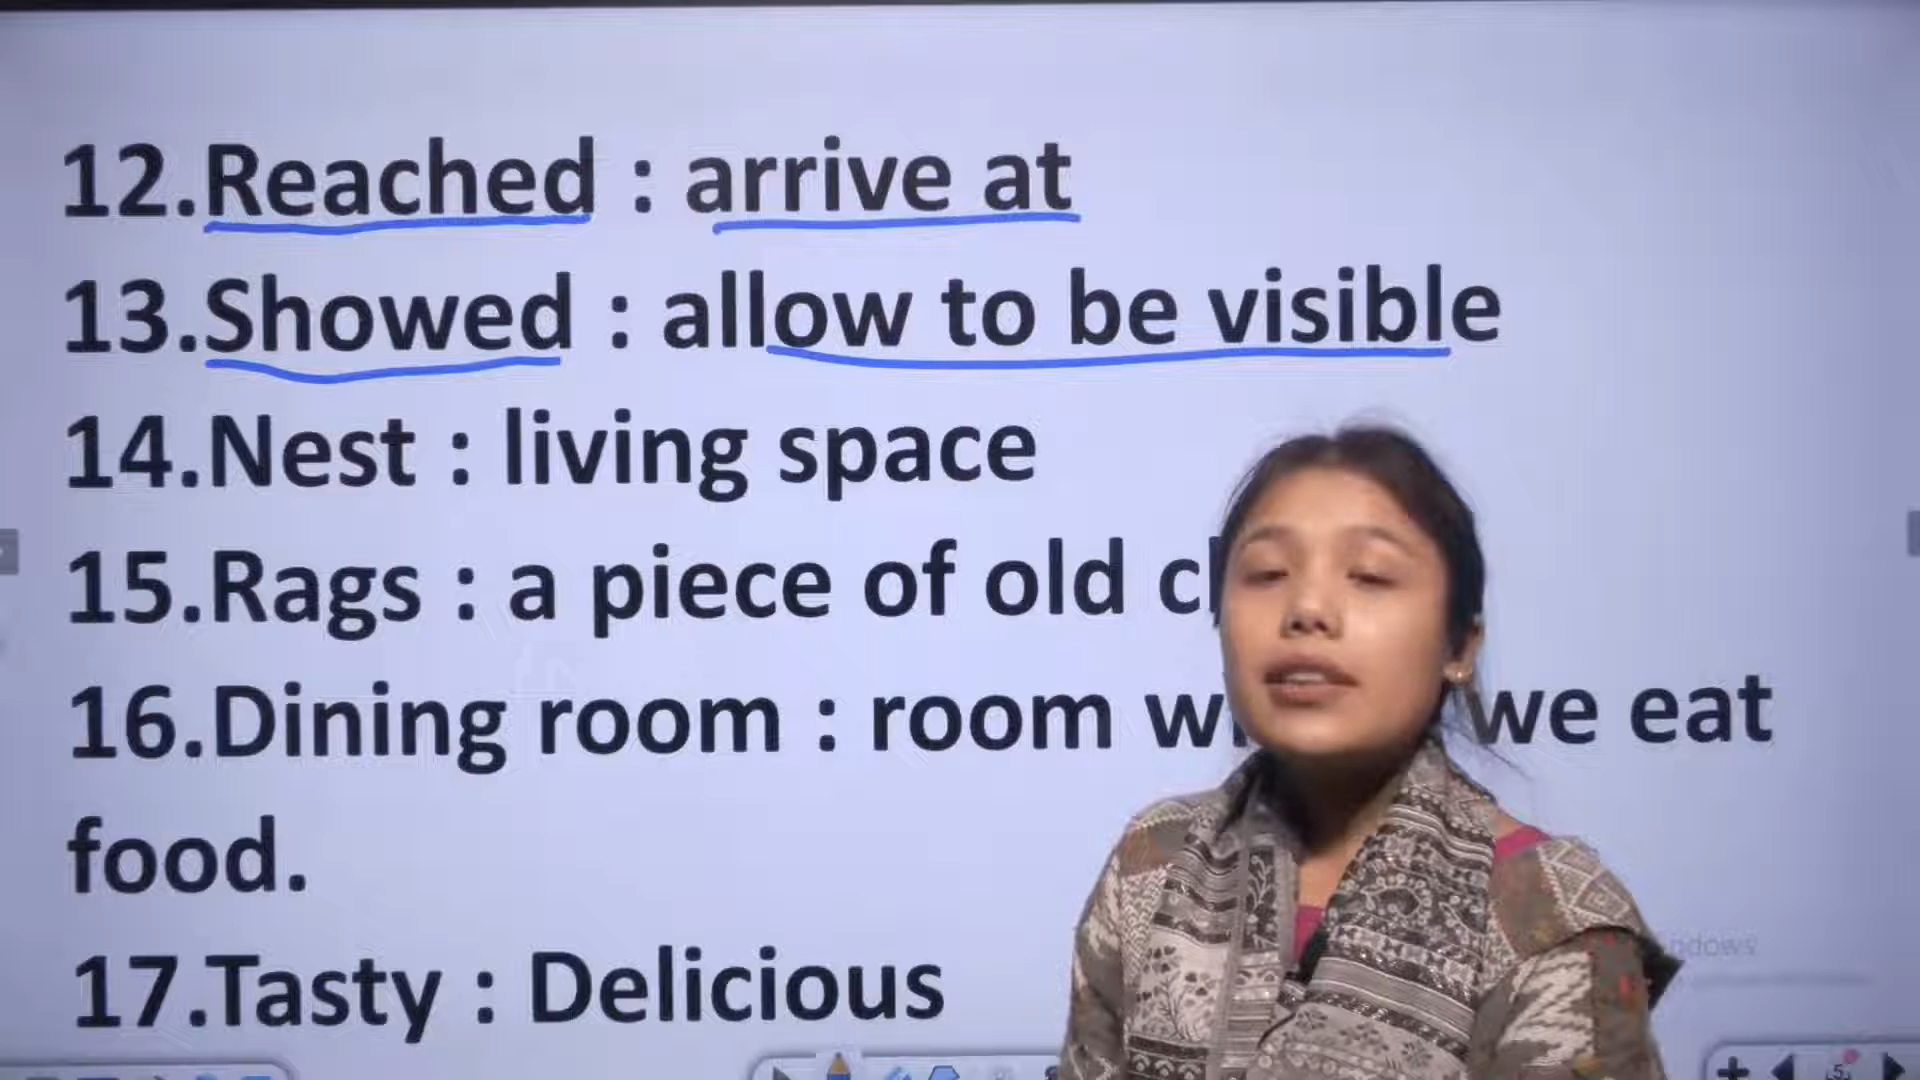 12.Reached : arrive at
13.Showed : allow to be visible
14.Nest : living space
15.Rags : a piece of old
16.Dining room : room we eat
food.
17.Tasty : Delicious